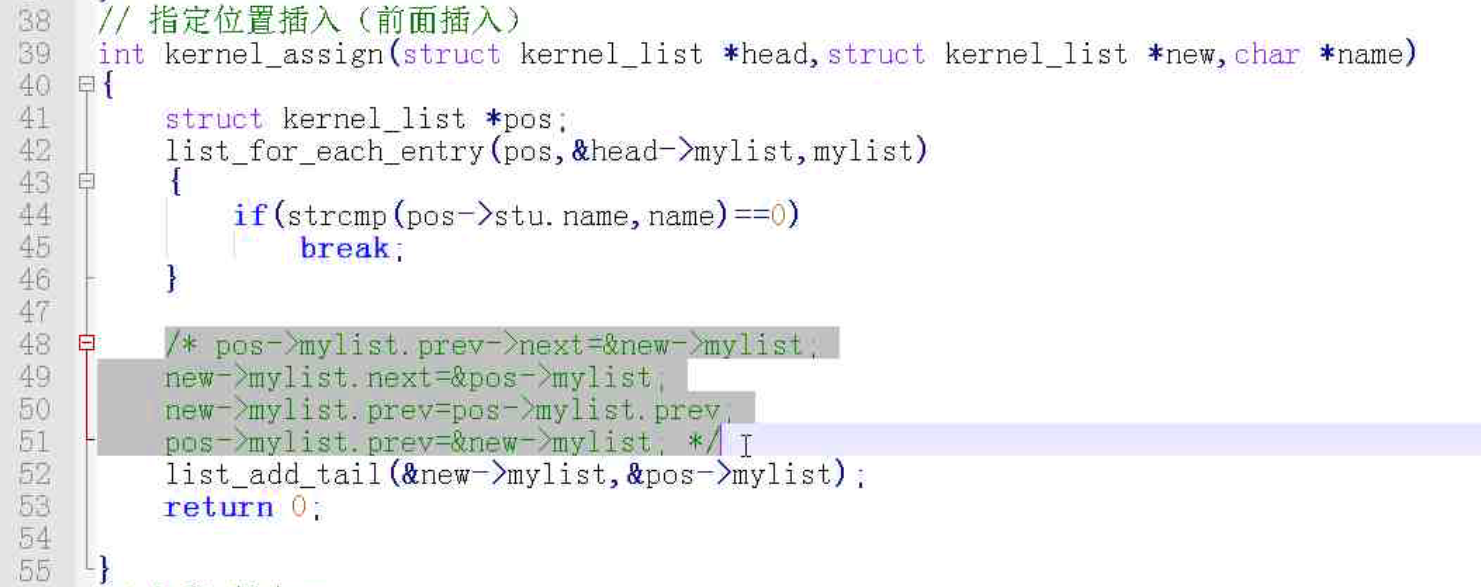 38 // 指定位置插入（前面插入）
39 int kernel_assign(struct kernel_list *head,struct kernel_list *new,char *name)
40 {
41 struct kernel_list *pos;
42 list_for_each_entry(pos,&head->mylist,mylist)
43 {
44 if(strcmp(pos->stu.name,name)==0)
45 break;
46 }
47
48 /* pos->mylist.prev->next=&new->mylist;
49 new->mylist.next=&pos->mylist;
50 new->mylist.prev=pos->mylist.prev;
51 pos->mylist.prev=&new->mylist; */
52 list_add_tail(&new->mylist,&pos->mylist);
53 return 0;
54
55 }